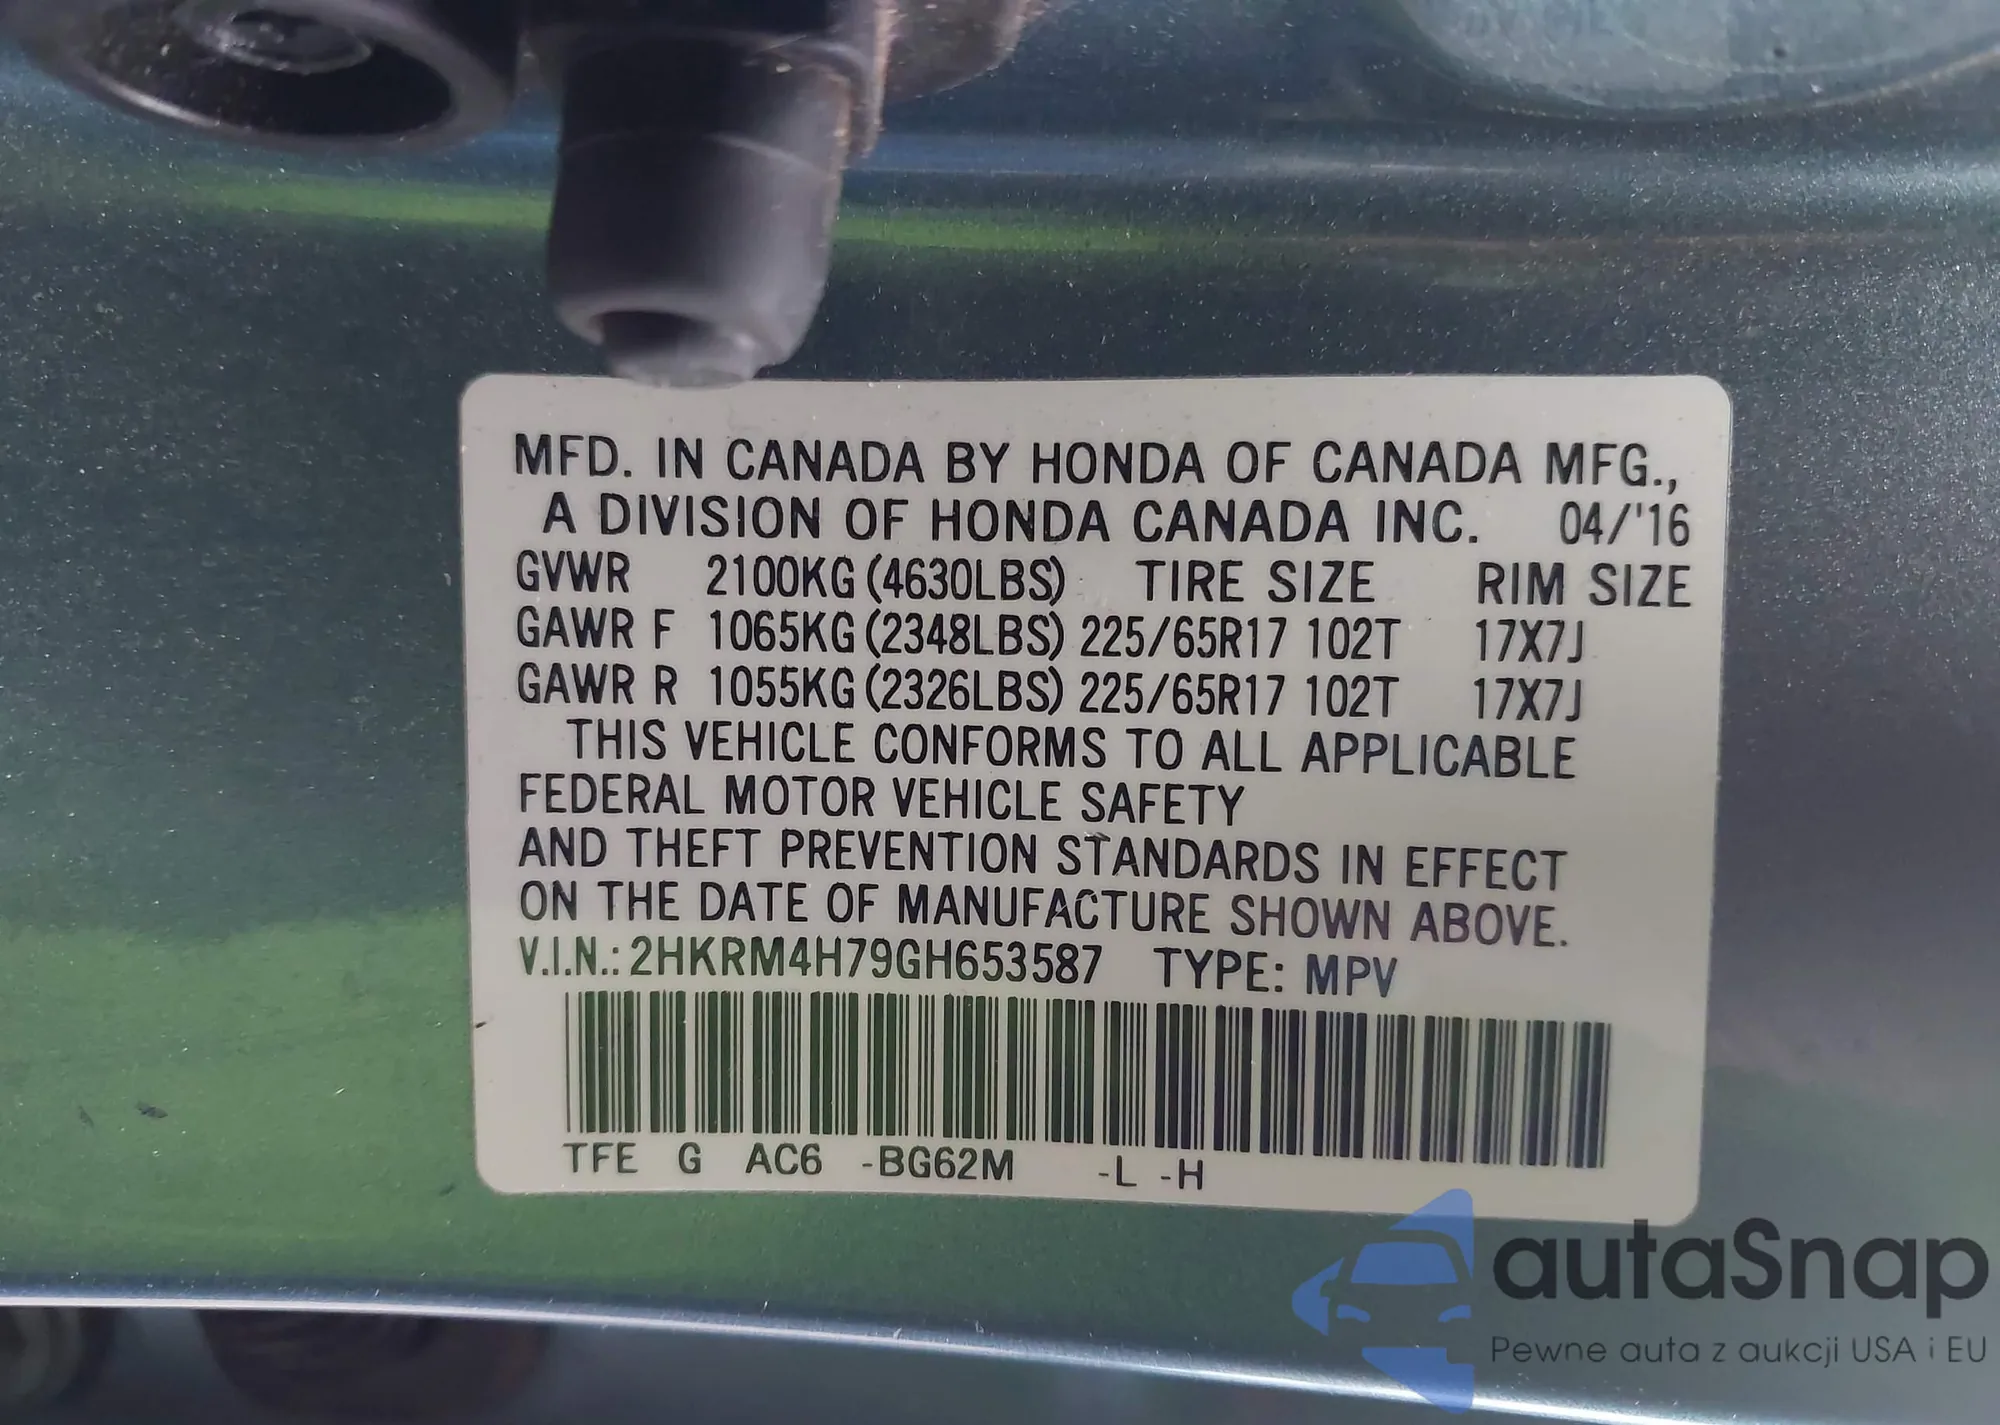 MFD. IN CANADA BY HONDA OF CANADA MFG.,
A DIVISION OF HONDA CANADA INC. 04/'16
GVWR 2100KG (4630LBS) TIRE SIZE RIM SIZE
GAWR F 1065KG (2348LBS) 225/65R17 102T 17X7J
GAWR R 1055KG (2326LBS) 225/65R17 102T 17X7J
THIS VEHICLE CONFORMS TO ALL APPLICABLE
FEDERAL MOTOR VEHICLE SAFETY
AND THEFT PREVENTION STANDARDS IN EFFECT
ON THE DATE OF MANUFACTURE SHOWN ABOVE.
V.I.N.: 2HKRM4H79GH653587 TYPE: MPV
TFE G AC6 -BG62M -L -H
autaSnap
Pewne auta z aukcji USA i EU